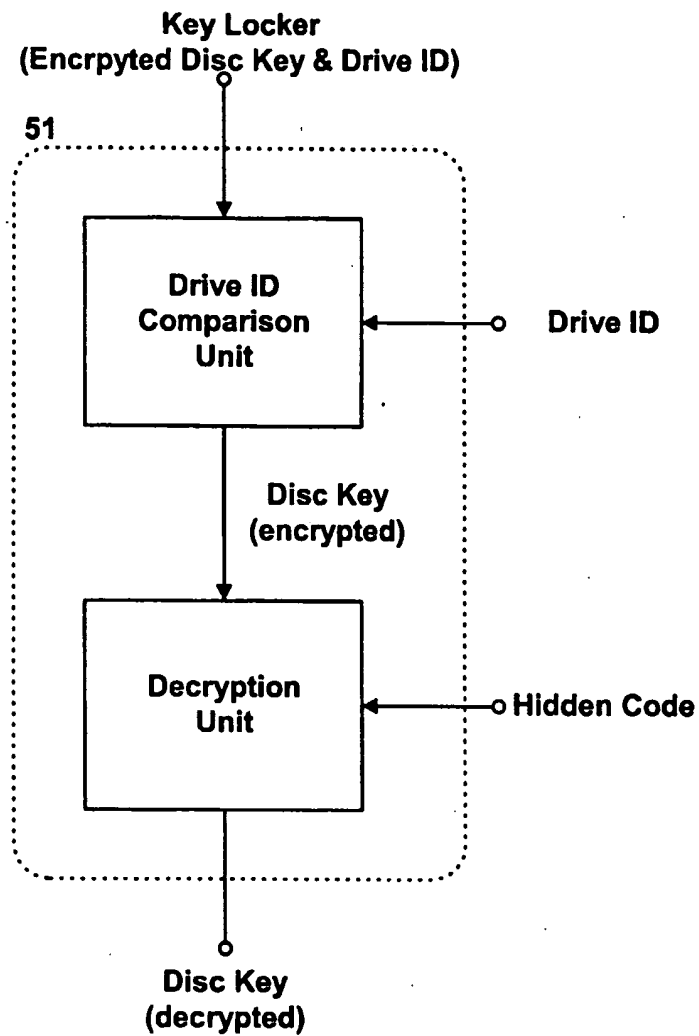 Key Locker
(Encrpyted Disc Key & Drive ID)
51
Drive ID
Comparison
Unit
Drive ID
Disc Key
(encrypted)
Decryption
Unit
Hidden Code
Disc Key
(decrypted)